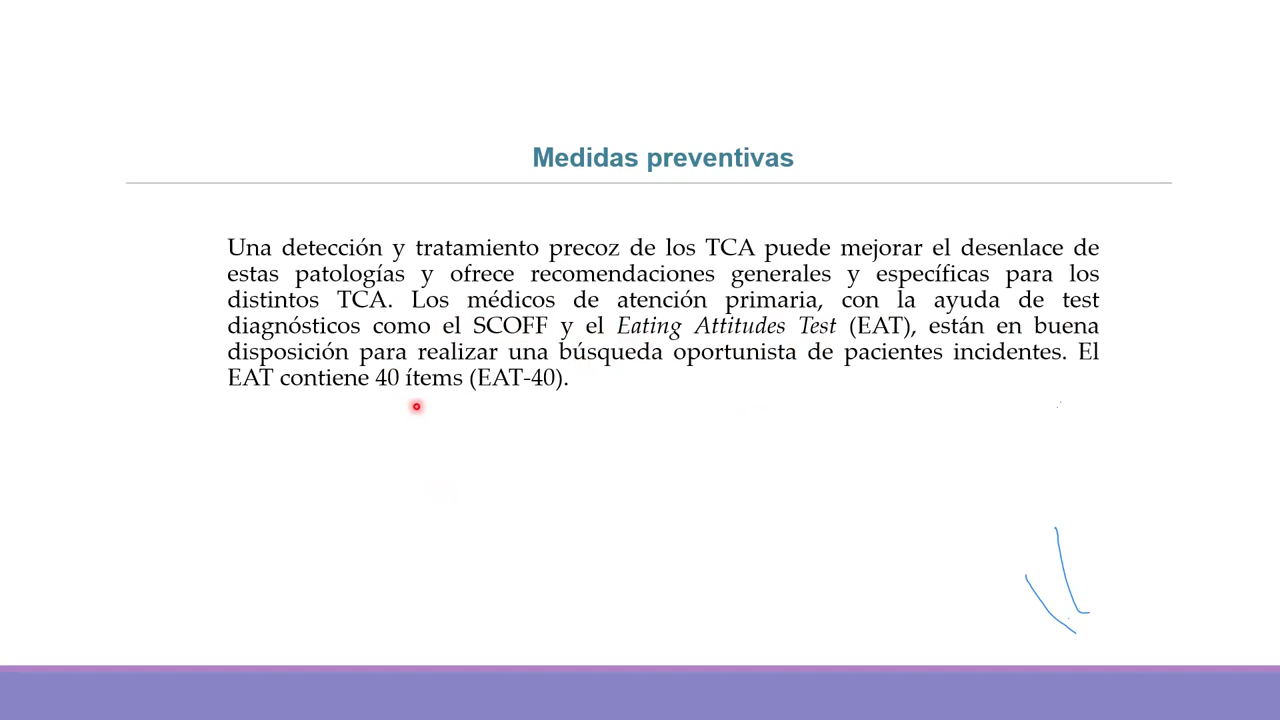 Medidas preventivas
Una detección y tratamiento precoz de los TCA puede mejorar el desenlace de
estas patologías y ofrece recomendaciones generales y específicas para los
distintos TCA. Los médicos de atención primaria, con la ayuda de test
diagnósticos como el SCOFF y el Eating Attitudes Test (EAT), están en buena
disposición para realizar una búsqueda oportunista de pacientes incidentes. El
EAT contiene 40 ítems (EAT-40).